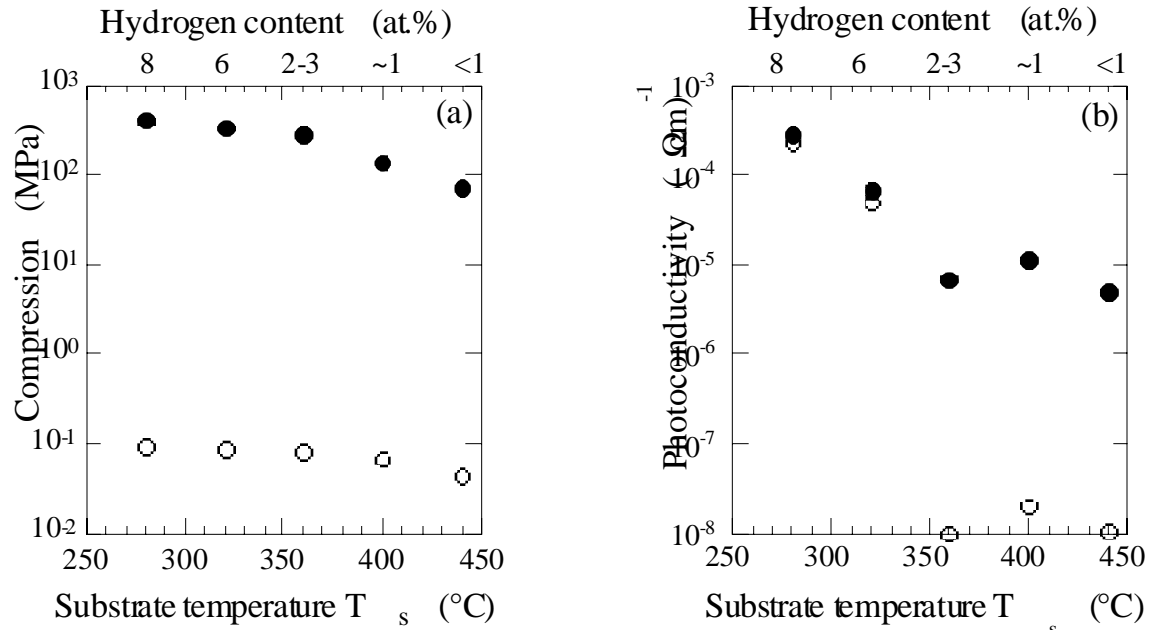 Hydrogen content (at.%)
8 6 2-3 ~1 <1
(a)
Compression (MPa)
10³
10²
10¹
10⁰
10⁻¹
10⁻²
250 300 350 400 450
Substrate temperature T s (°C)
Hydrogen content (at.%)
8 6 2-3 ~1 <1
(b)
Photoconductivity (Ωm)⁻¹
10⁻³
10⁻⁴
10⁻⁵
10⁻⁶
10⁻⁷
10⁻⁸
250 300 350 400 450
Substrate temperature T s (°C)